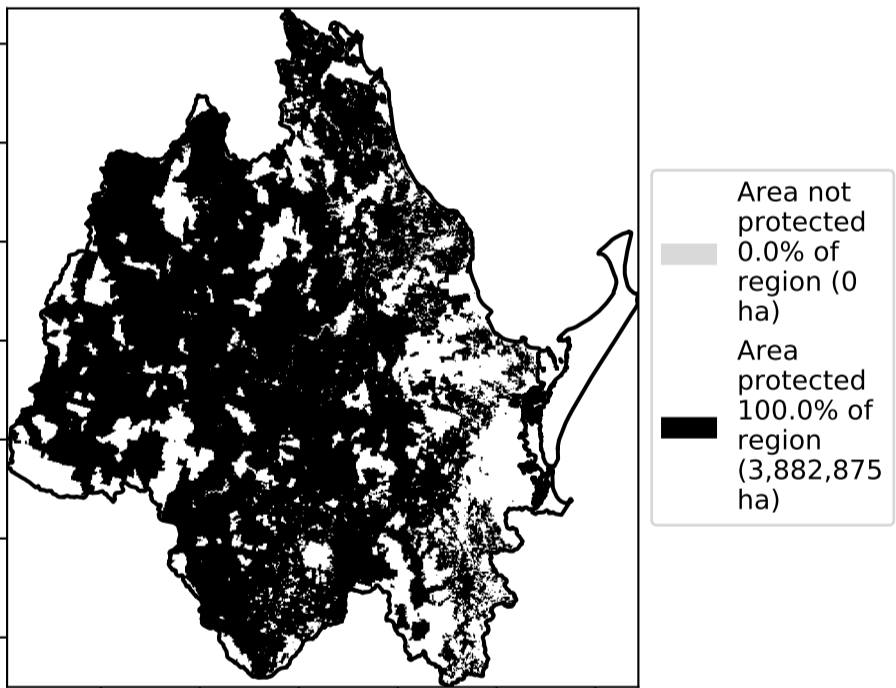 Area not
protected
0.0% of
region (0
ha)
Area
protected
100.0% of
region
(3,882,875
ha)